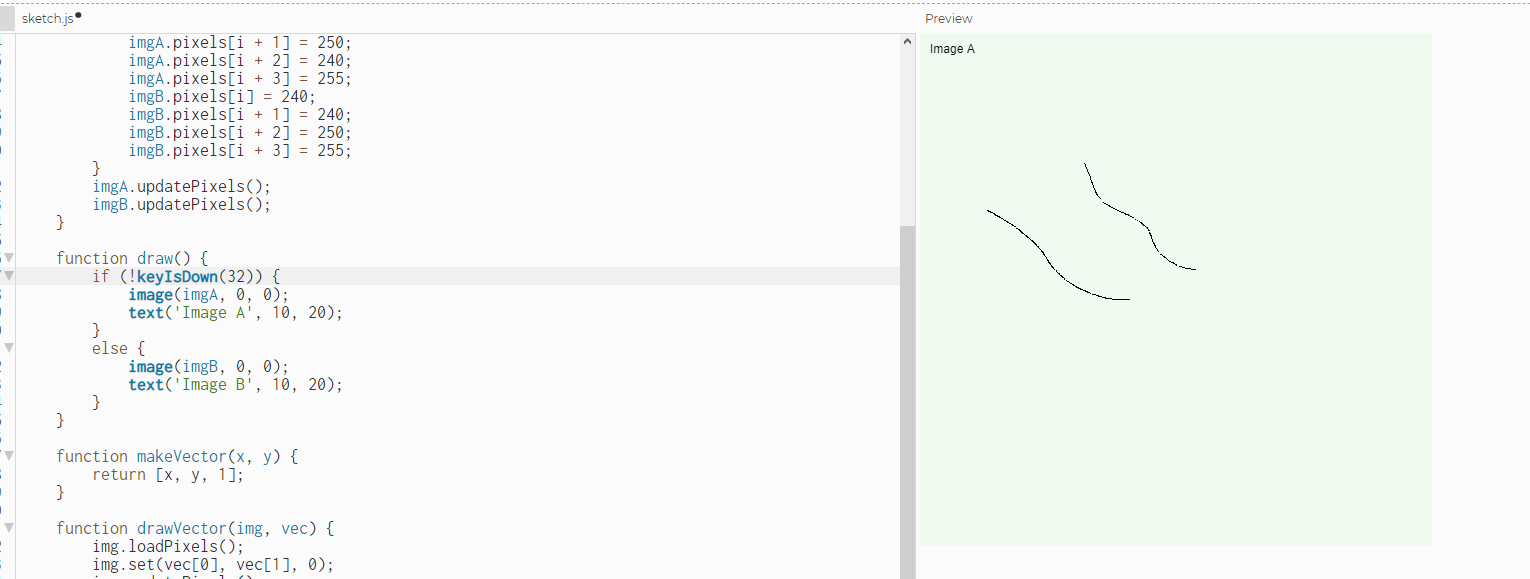 sketch.js
Preview
imgA.pixels[i + 1] = 250;
imgA.pixels[i + 2] = 240;
imgA.pixels[i + 3] = 255;
imgB.pixels[i] = 240;
imgB.pixels[i + 1] = 240;
imgB.pixels[i + 2] = 250;
imgB.pixels[i + 3] = 255;
}
imgA.updatePixels();
imgB.updatePixels();
}
function draw() {
if (!keyIsDown(32)) {
image(imgA, 0, 0);
text('Image A', 10, 20);
}
else {
image(imgB, 0, 0);
text('Image B', 10, 20);
}
}
function makeVector(x, y) {
return [x, y, 1];
}
function drawVector(img, vec) {
img.loadPixels();
img.set(vec[0], vec[1], 0);
Image A